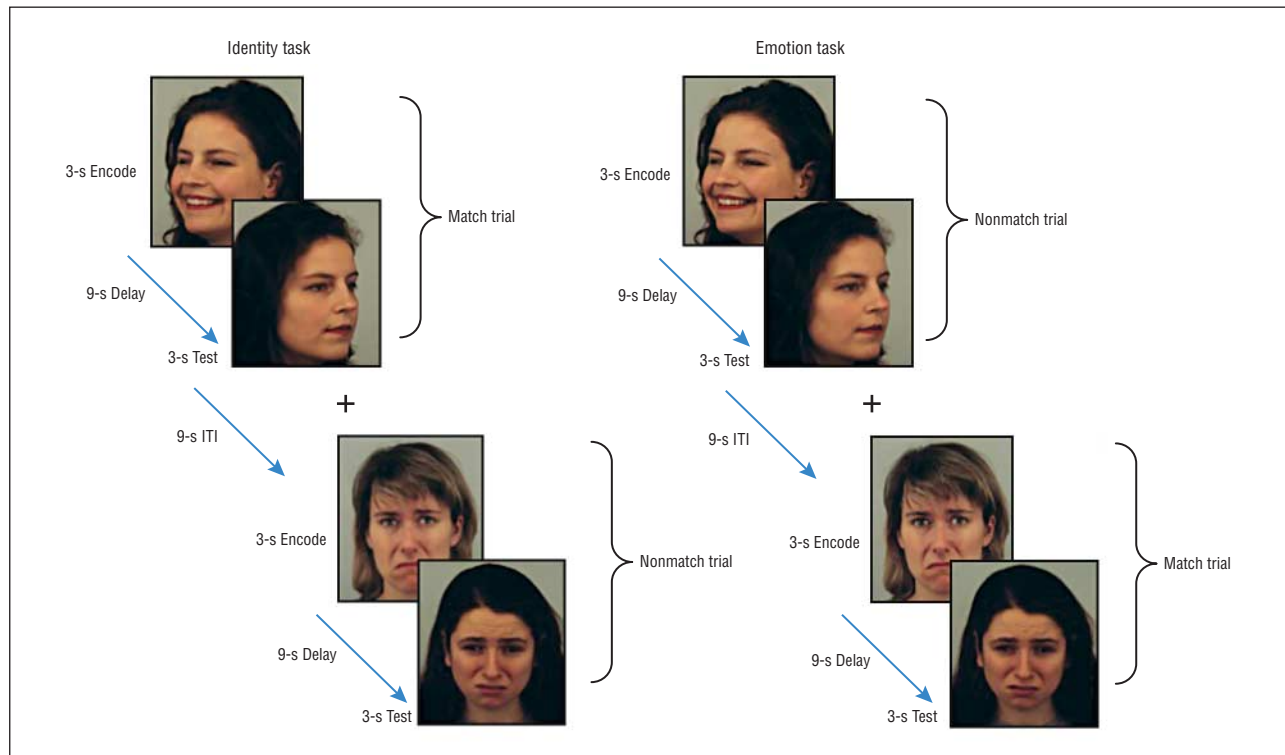 Identity task
3-s Encode
Match trial
9-s Delay
3-s Test
+
9-s ITI
3-s Encode
Nonmatch trial
9-s Delay
3-s Test
Emotion task
3-s Encode
Nonmatch trial
9-s Delay
3-s Test
+
9-s ITI
3-s Encode
Match trial
9-s Delay
3-s Test